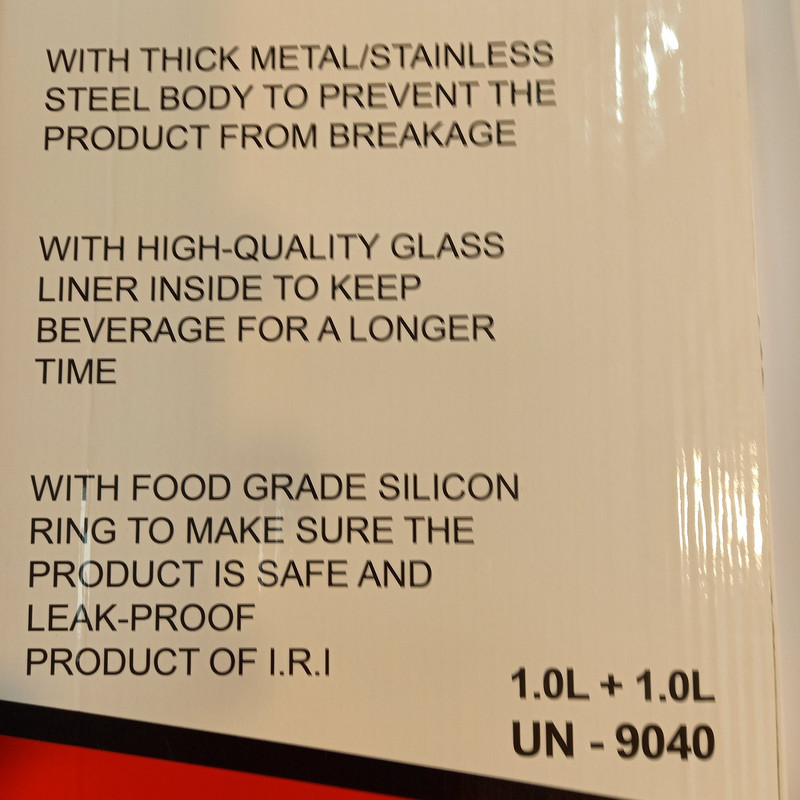 WITH THICK METAL/STAINLESS
STEEL BODY TO PREVENT THE
PRODUCT FROM BREAKAGE
WITH HIGH-QUALITY GLASS
LINER INSIDE TO KEEP
BEVERAGE FOR A LONGER
TIME
WITH FOOD GRADE SILICON
RING TO MAKE SURE THE
PRODUCT IS SAFE AND
LEAK-PROOF
PRODUCT OF I.R.I
1.0L + 1.0L
UN - 9040